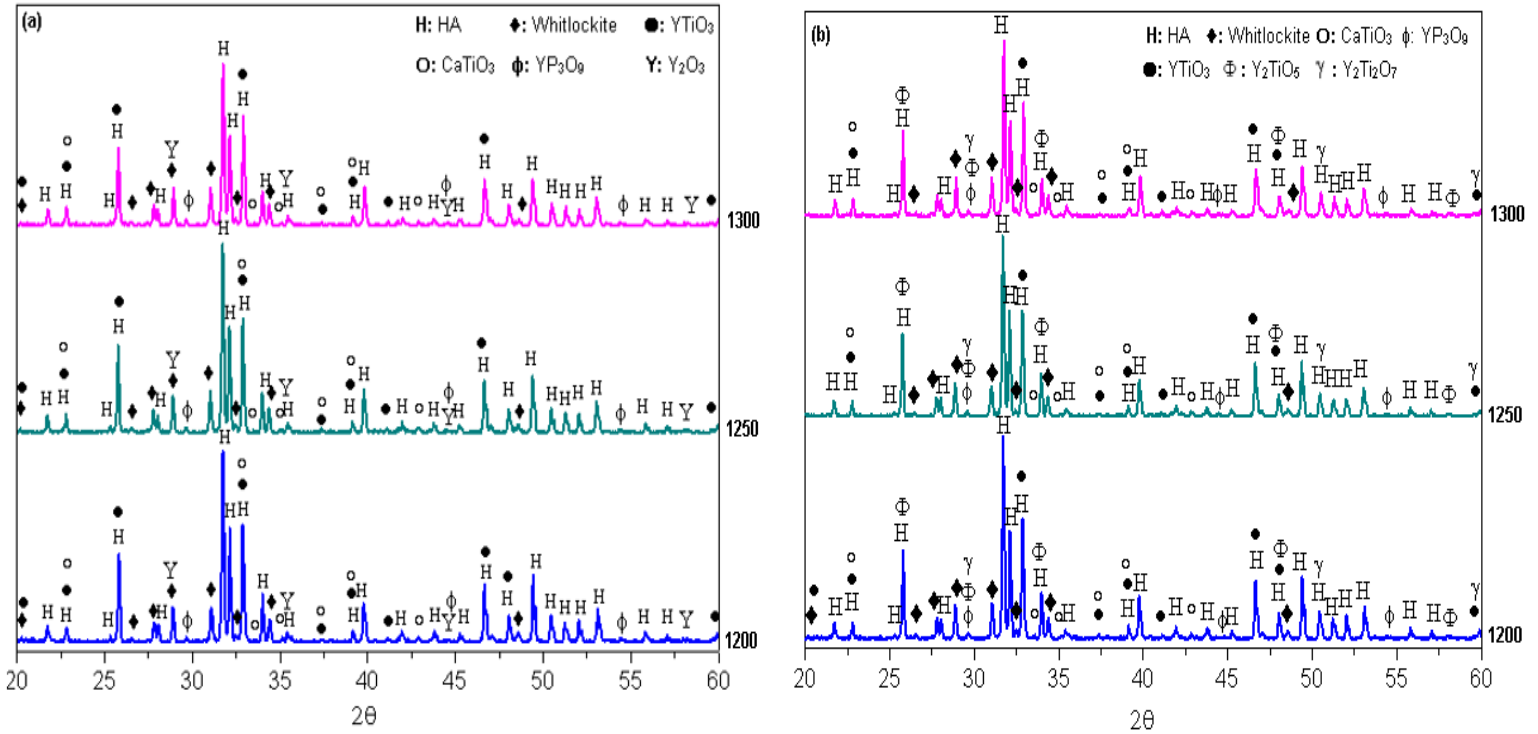 (a)
H: HA ♦: Whitlockite ●: YTiO₃
O: CaTiO₃ ϕ: YP₃O₉ Y: Y₂O₃
1300
1250
1200
20 25 30 35 40 45 50 55 60
2θ
(b)
H: HA ♦: Whitlockite O: CaTiO₃ ϕ: YP₃O₉
●: YTiO₃ Φ: Y₂TiO₅ γ : Y₂Ti₂O₇
1300
1250
1200
20 25 30 35 40 45 50 55 60
2θ